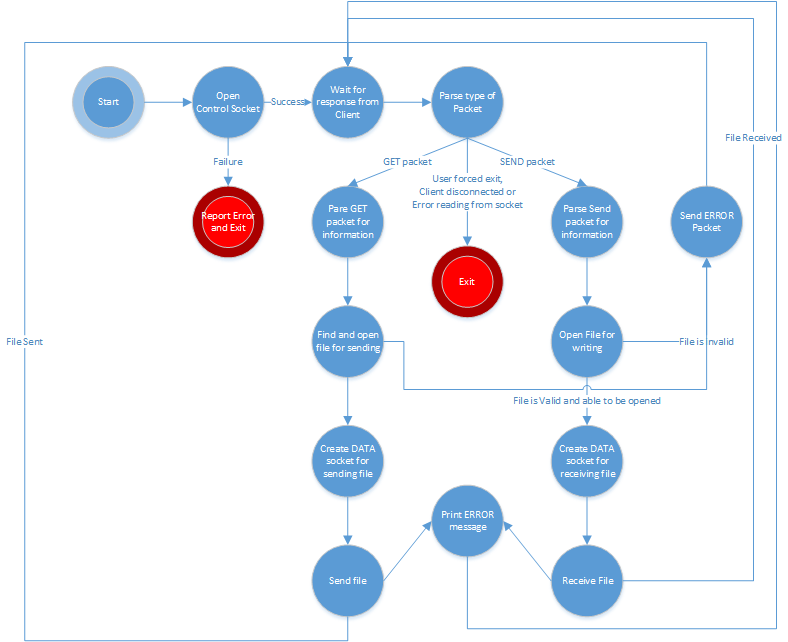 Start
Open
Control Socket
Success
Wait for
response from
Client
Parse type of
Packet
File Received
Failure
GET packet
SEND packet
User forced exit,
Client disconnected or
Error reading from socket
Report Error
and Exit
Pare GET
packet for
information
Parse Send
packet for
information
Send ERROR
Packet
Exit
File Sent
Find and open
file for sending
Open File for
writing
File is Invalid
File is Valid and able to be opened
Create DATA
socket for
sending file
Create DATA
socket for
receiving file
Print ERROR
message
Send file
Receive File